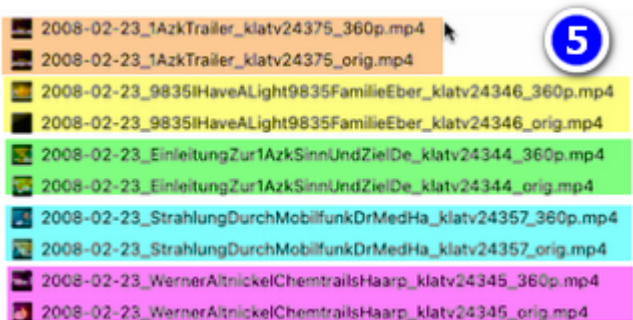 2008-02-23_1AzkTrailer_klatv24375_360p.mp4
5
2008-02-23_1AzkTrailer_klatv24375_orig.mp4
2008-02-23_9835IHaveALight9835FamilieEber_klatv24346_360p.mp4
2008-02-23_9835IHaveALight9835FamilieEber_klatv24346_orig.mp4
2008-02-23_EinleitungZur1AzkSinnUndZielDe_klatv24344_360p.mp4
2008-02-23_EinleitungZur1AzkSinnUndZielDe_klatv24344_orig.mp4
2008-02-23_StrahlungDurchMobilfunkDrMedHa_klatv24357_360p.mp4
2008-02-23_StrahlungDurchMobilfunkDrMedHa_klatv24357_orig.mp4
2008-02-23_WernerAltnickelChemtrailsHaarp_klatv24345_360p.mp4
2008-02-23_WernerAltnickelChemtrailsHaarp_klatv24345_orig.mp4